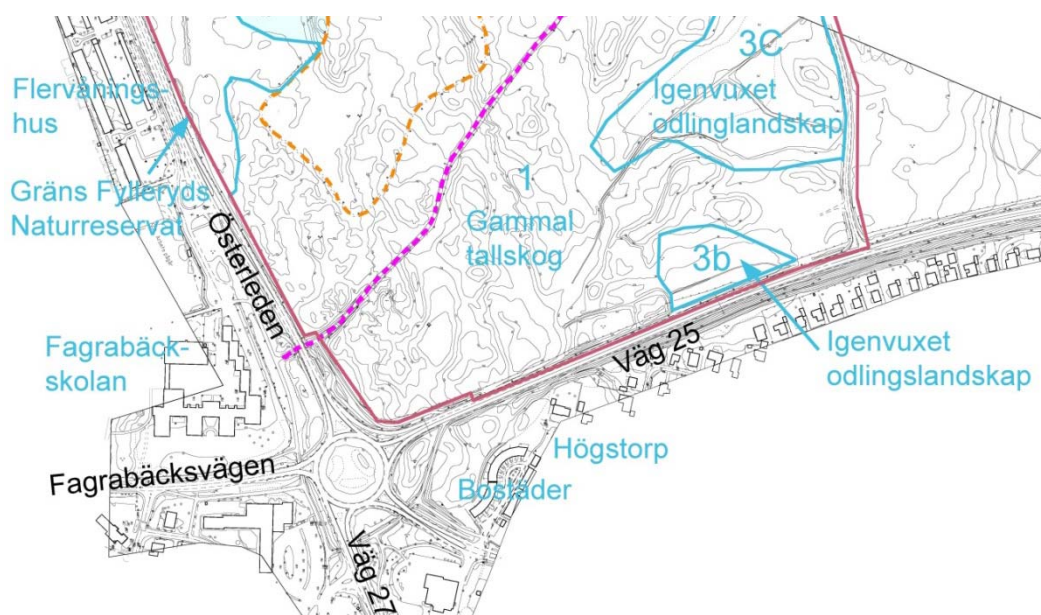 3C
Igenvuxet
odlinglandskap
Flervånings-
hus
Gräns Fylleryds
Naturreservat
1
Gammal
tallskog
Österleden
3b
Väg 25
Igenvuxet
odlingslandskap
Fagrabäck-
skolan
Högstorp
Fagrabäcksvägen
Bostäder
Väg 27